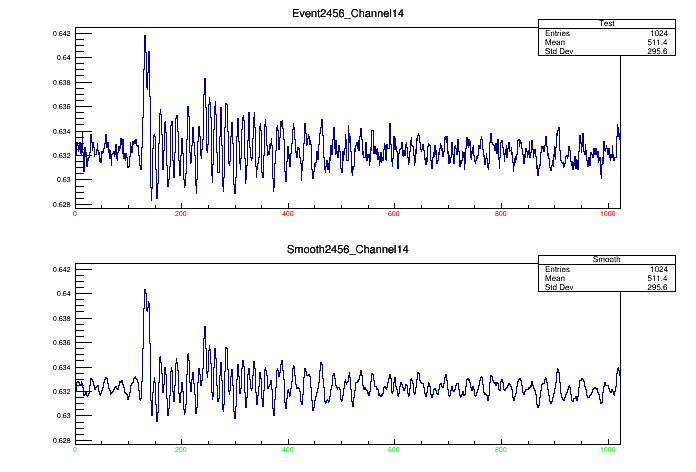 Event2456_Channel14
Test
Entries 1024
Mean 511.4
Std Dev 295.6
0.642
0.64
0.638
0.636
0.634
0.632
0.63
0.628
0 200 400 600 800 1000
Smooth2456_Channel14
Smooth
Entries 1024
Mean 511.4
Std Dev 295.6
0.642
0.64
0.638
0.636
0.634
0.632
0.63
0.628
0 200 400 600 800 1000